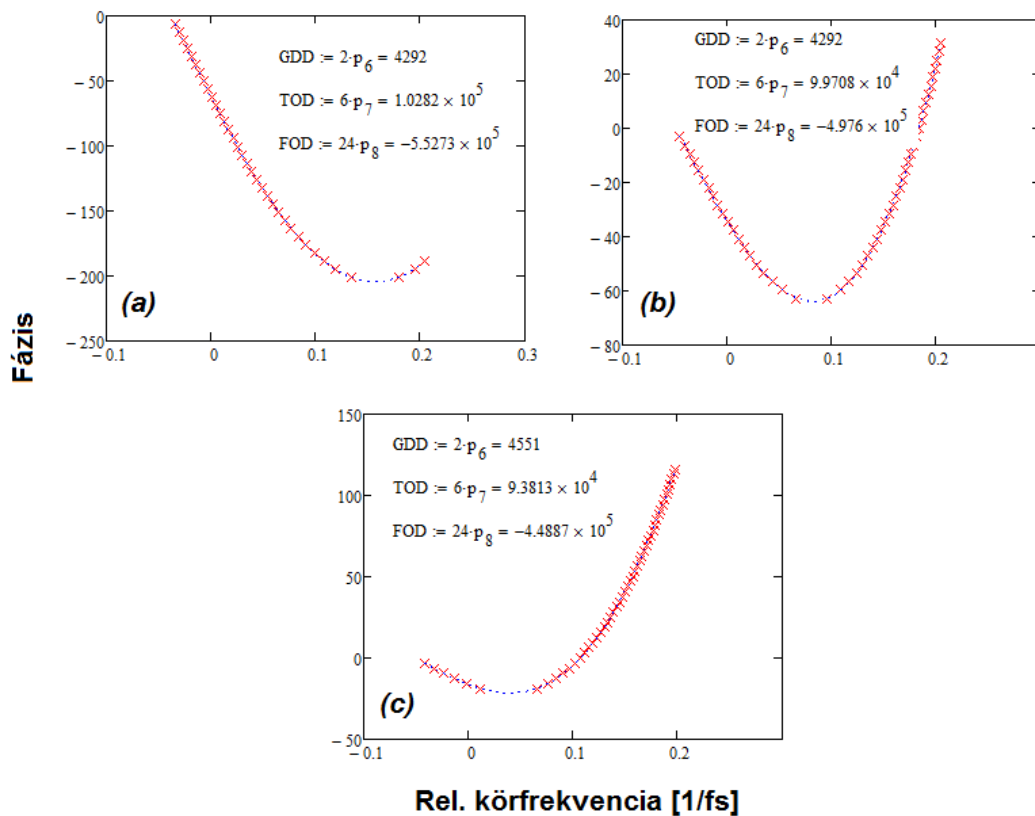 0
−50
−100
−150
−200
−250
−0.1
0
0.1
0.2
0.3
GDD := 2·p6 = 4292
TOD := 6·p7 = 1.0282 × 10^5
FOD := 24·p8 = −5.5273 × 10^5
(a)
40
20
0
−20
−40
−60
−80
−0.1
0
0.1
0.2
GDD := 2·p6 = 4292
TOD := 6·p7 = 9.9708 × 10^4
FOD := 24·p8 = −4.976 × 10^5
(b)
Fázis
150
100
50
0
−50
−0.1
0
0.1
0.2
GDD := 2·p6 = 4551
TOD := 6·p7 = 9.3813 × 10^4
FOD := 24·p8 = −4.4887 × 10^5
(c)
Rel. körfrekvencia [1/fs]